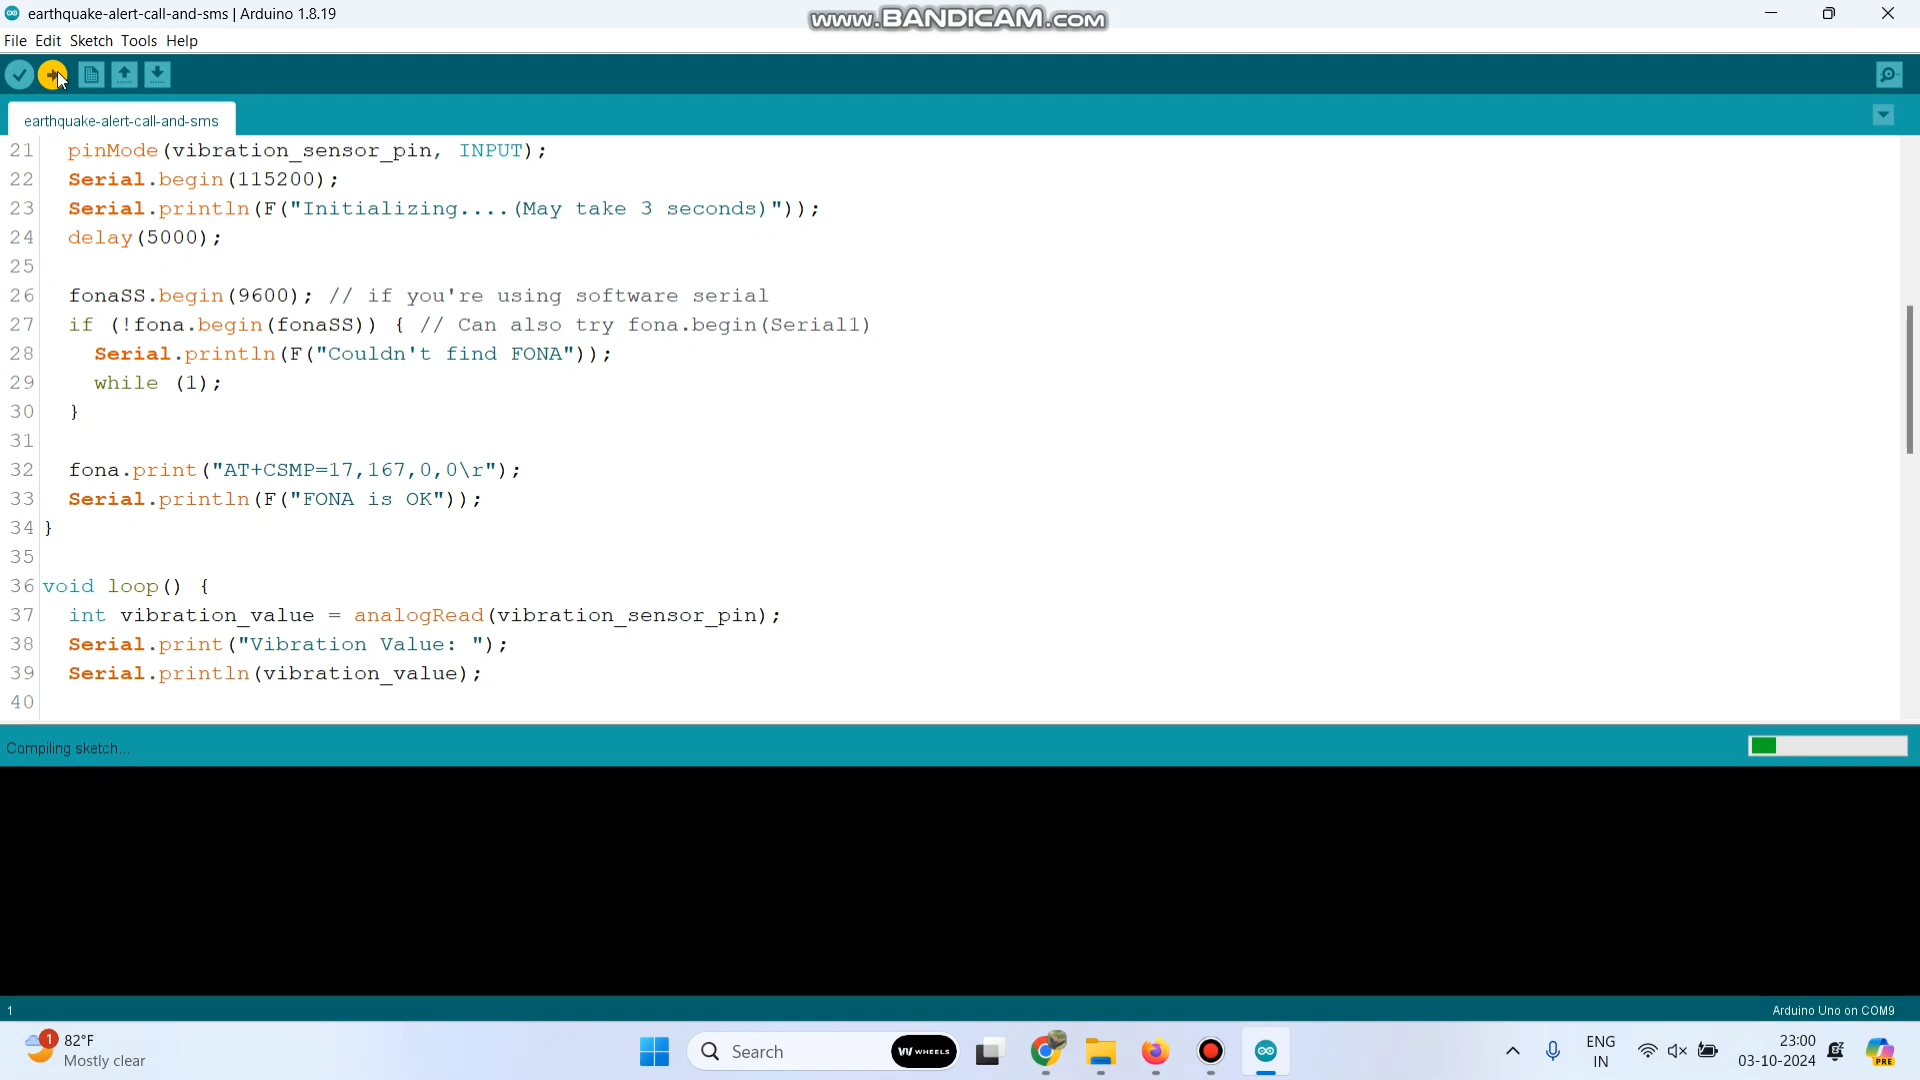 earthquake-alert-call-and-sms | Arduino 1.8.19
www.BANDICAM.com
File Edit Sketch Tools Help
earthquake-alert-call-and-sms
21 pinMode(vibration_sensor_pin, INPUT);
22 Serial.begin(115200);
23 Serial.println(F("Initializing....(May take 3 seconds)"));
24 delay(5000);
25
26 fonaSS.begin(9600); // if you're using software serial
27 if (!fona.begin(fonaSS)) { // Can also try fona.begin(Serial1)
28 Serial.println(F("Couldn't find FONA"));
29 while (1);
30 }
31
32 fona.print("AT+CSMP=17,167,0,0\r");
33 Serial.println(F("FONA is OK"));
34 }
35
36 void loop() {
37 int vibration_value = analogRead(vibration_sensor_pin);
38 Serial.print("Vibration Value: ");
39 Serial.println(vibration_value);
40
Compiling sketch...
1
Arduino Uno on COM9
1
82°F
Mostly clear
Search
WHEELS
ENG
IN
23:00
03-10-2024
PRE